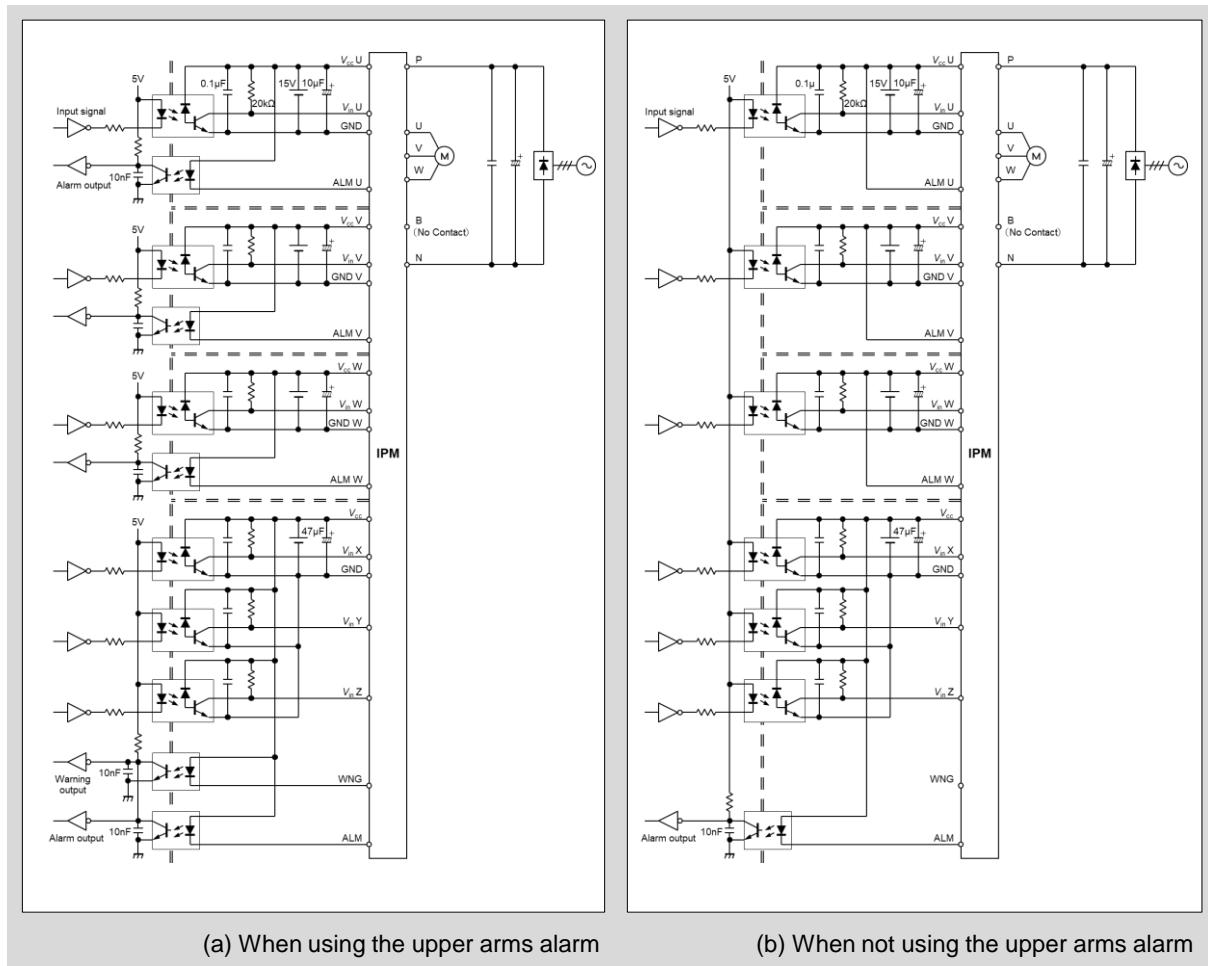 5V
0.1μF
20kΩ
15V
10μF
Vcc U
P
Input signal
Vin U
GND
U
V
W
M
Alarm output
10nF
ALM U
5V
Vcc V
B
(No Contact)
Vin V
N
GND V
ALM V
5V
Vcc W
Vin W
GND W
IPM
ALM W
5V
Vcc
47μF
Vin X
GND
Vin Y
Vin Z
Warning
output
10nF
WNG
Alarm output
10nF
ALM
(a) When using the upper arms alarm
5V
0.1μ
20kΩ
15V
10μF
Vcc U
P
Input signal
Vin U
GND
U
V
W
M
ALM U
Vcc V
B
(No Contact)
Vin V
N
GND V
ALM V
Vcc W
Vin W
GND W
IPM
ALM W
Vcc
47μF
Vin X
GND
Vin Y
Vin Z
WNG
Alarm output
10nF
ALM
(b) When not using the upper arms alarm